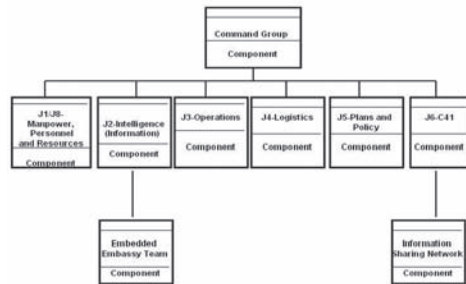 Command Group
Component
J1/J8-
Manpower,
Personnel
and Resources
Component
J2-Intelligence
(Information)
Component
J3-Operations
Component
J4-Logistics
Component
J5-Plans and
Policy
Component
J6-C41
Component
Embedded
Embassy Team
Component
Information
Sharing Network
Component